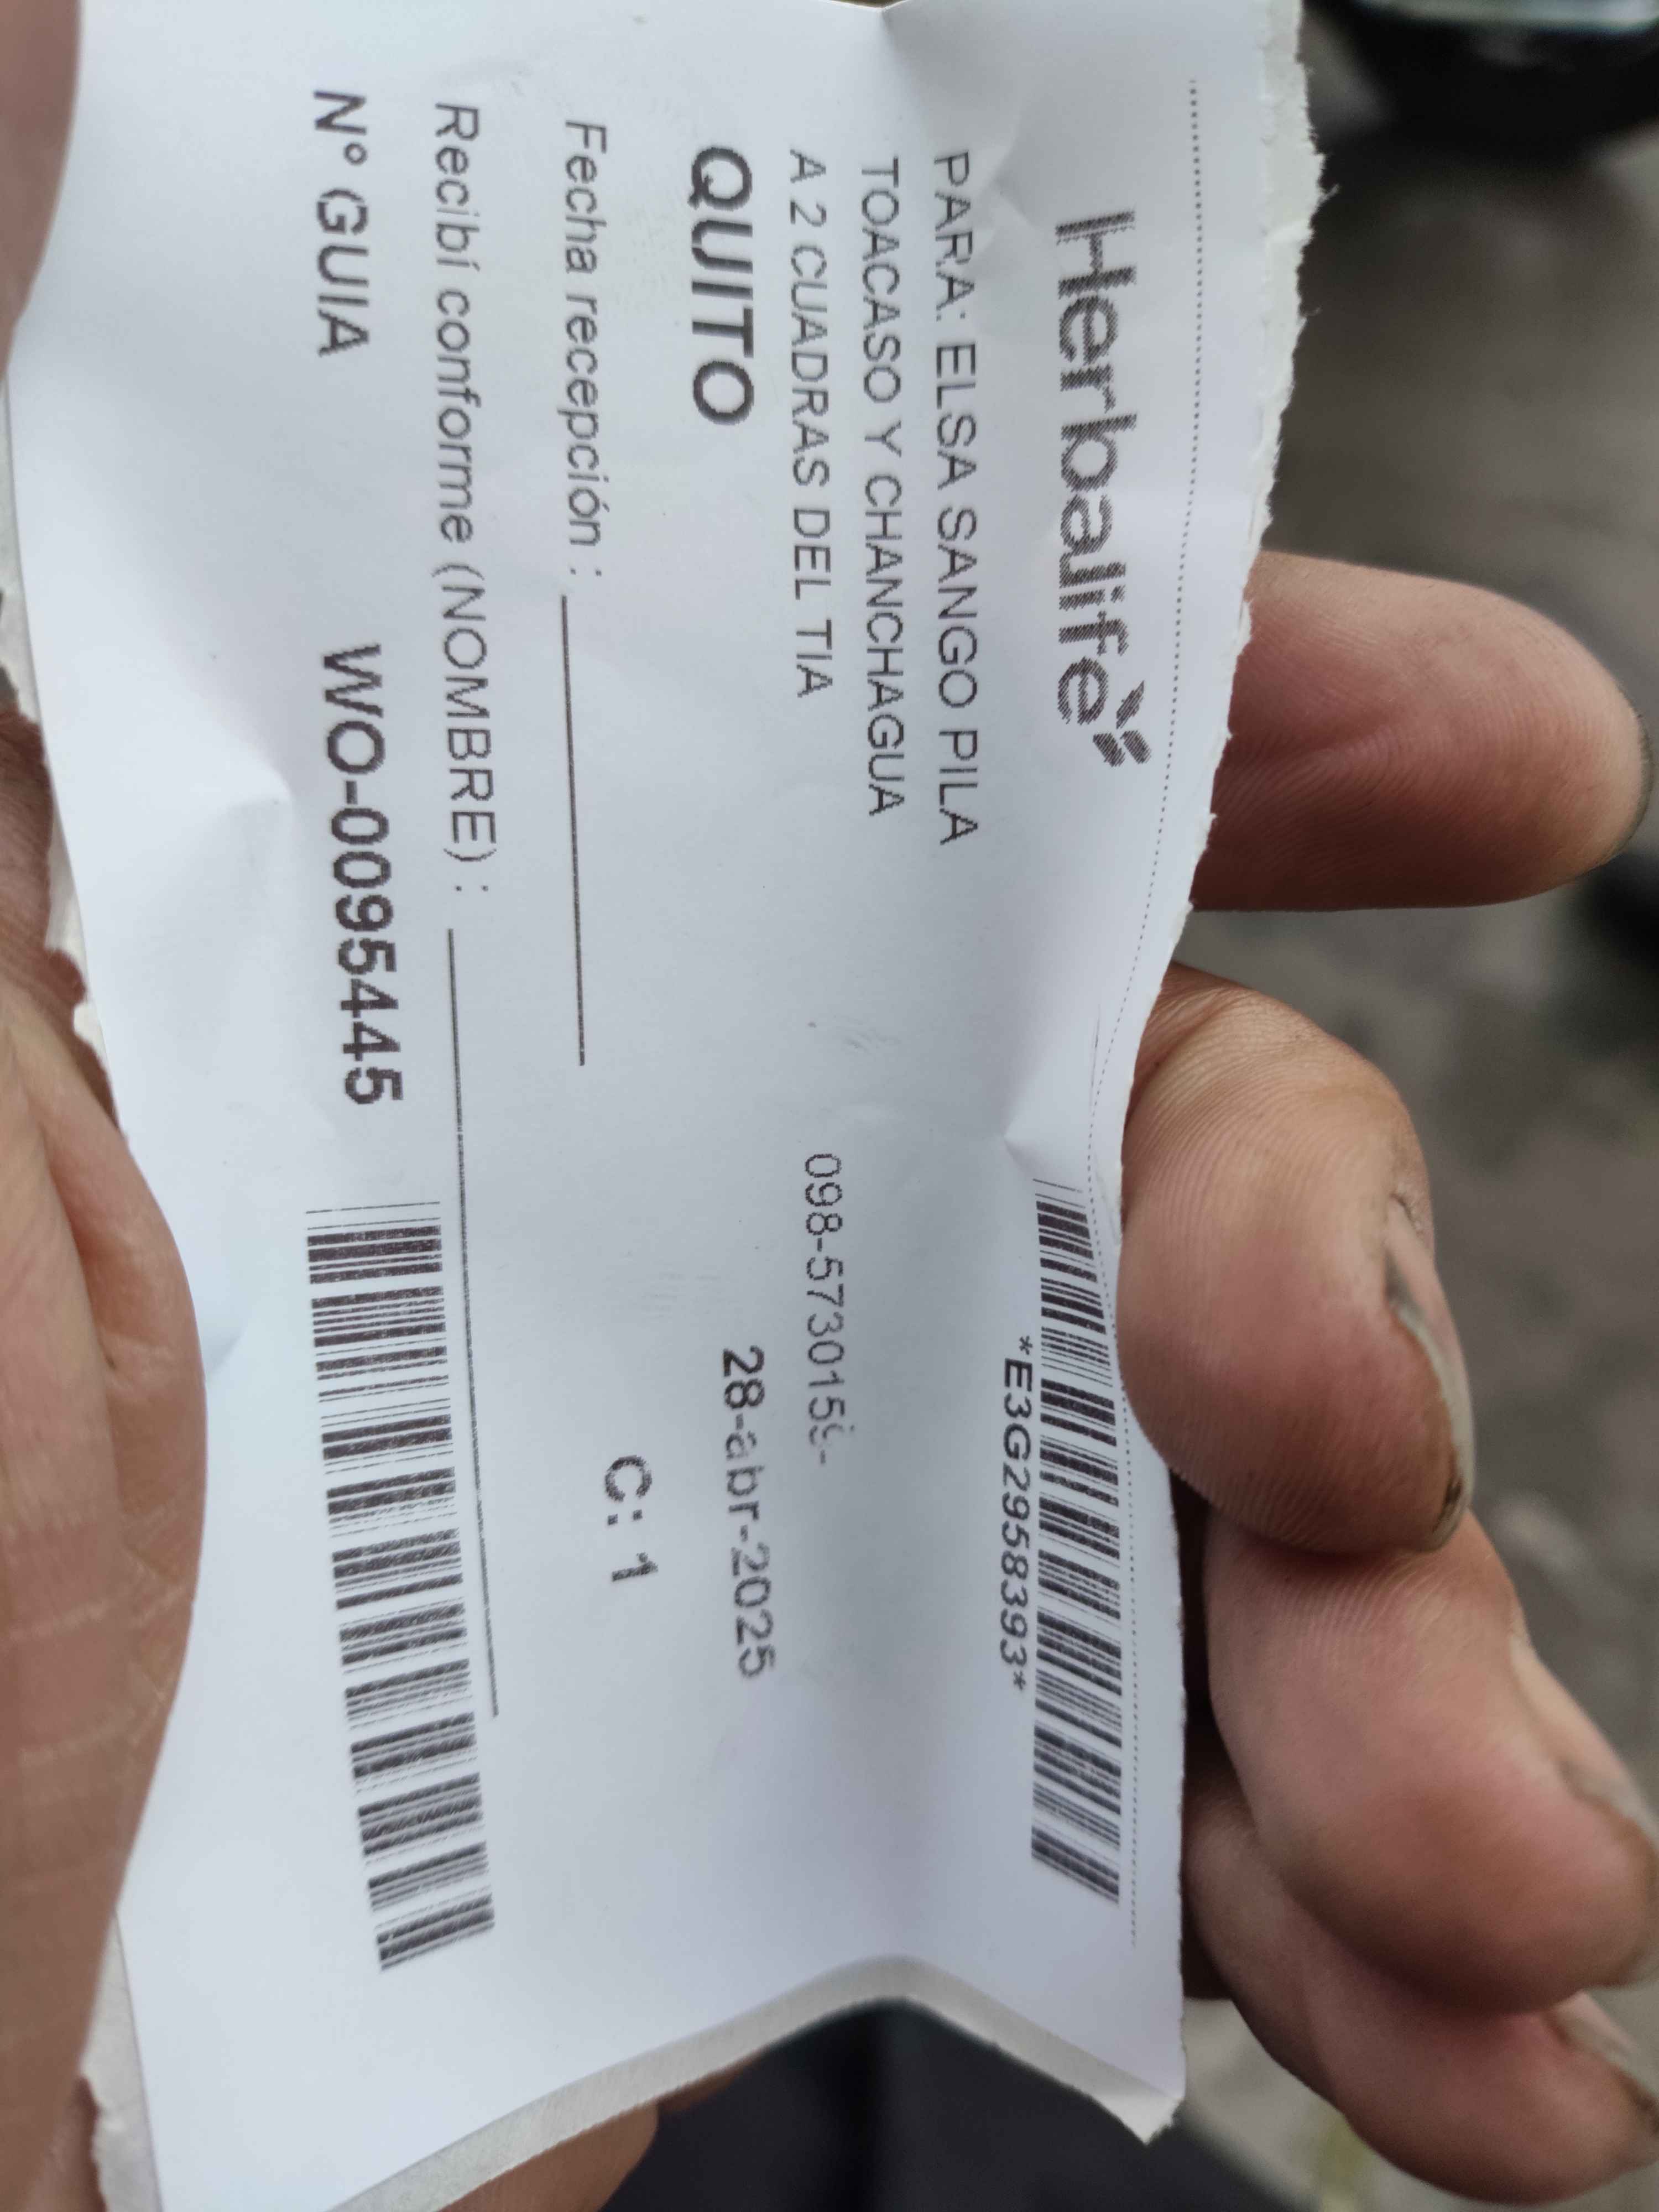 Herbalife
*E3G2958393*
PARA: ELSA SANGO PILA
TOACASO Y CHANCHAGUA
A 2 CUADRAS DEL TIA
QUITO
28-abr-2025
Fecha recepción :
C: 1
Recibí conforme (NOMBRE) :
N° GUIA WO-0095445